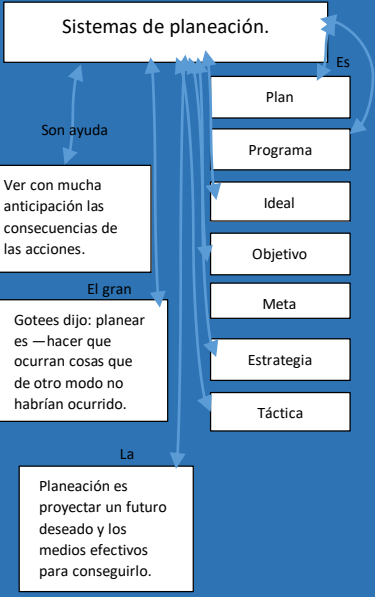 Sistemas de planeación.
Es
Plan
Son ayuda
Programa
Ver con mucha
anticipación las
consecuencias de
las acciones.
Ideal
Objetivo
El gran
Meta
Gotees dijo: planear
es —hacer que
ocurran cosas que
de otro modo no
habrían ocurrido.
Estrategia
Táctica
La
Planeación es
proyectar un futuro
deseado y los
medios efectivos
para conseguirlo.